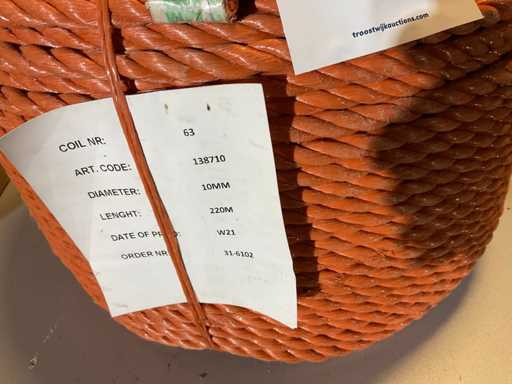 troostwijkauctions.com
COIL NR: 63
ART. CODE: 138710
DIAMETER: 10MM
LENGHT: 220M
DATE OF PROD: W21
ORDER NR 31-6102